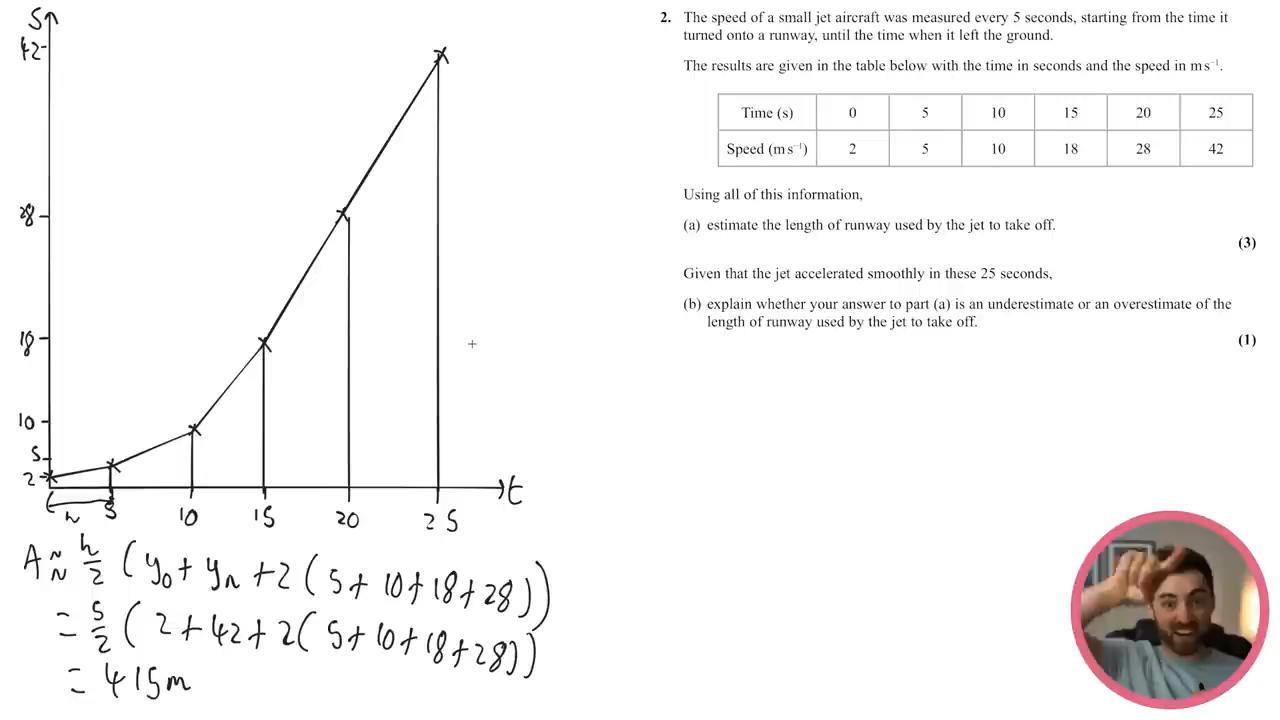 S
42
28
18
10
5
2
h
5
10
15
20
25
t
A ≈ h/2 (y₀ + yₙ + 2 (5 + 10 + 18 + 28))
= 5/2 (2 + 42 + 2(5 + 10 + 18 + 28))
= 415m
2. The speed of a small jet aircraft was measured every 5 seconds, starting from the time it
turned onto a runway, until the time when it left the ground.
The results are given in the table below with the time in seconds and the speed in m s⁻¹.
Time (s) 0 5 10 15 20 25
Speed (m s⁻¹) 2 5 10 18 28 42
Using all of this information,
(a) estimate the length of runway used by the jet to take off.
(3)
Given that the jet accelerated smoothly in these 25 seconds,
(b) explain whether your answer to part (a) is an underestimate or an overestimate of the
length of runway used by the jet to take off.
(1)